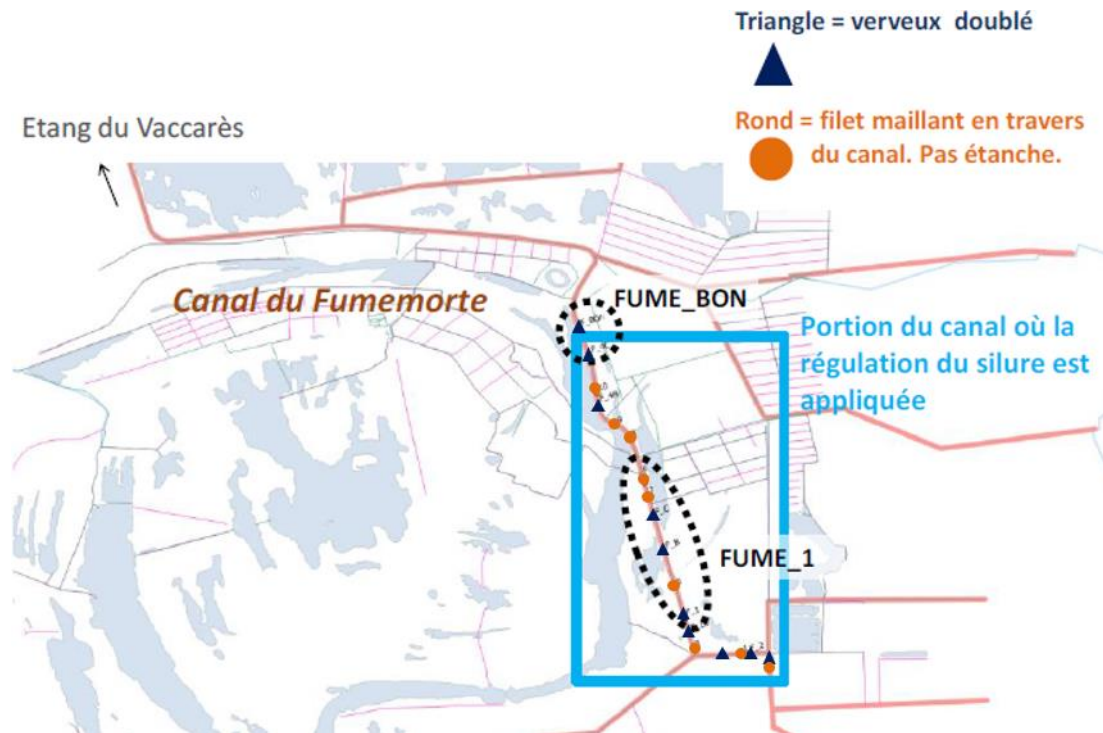 Triangle = verveux doublé
Etang du Vaccarès
Rond = filet maillant en travers
du canal. Pas étanche.
Canal du Fumemorte
FUME_BON
Portion du canal où la
régulation du silure est
appliquée
FUME_1